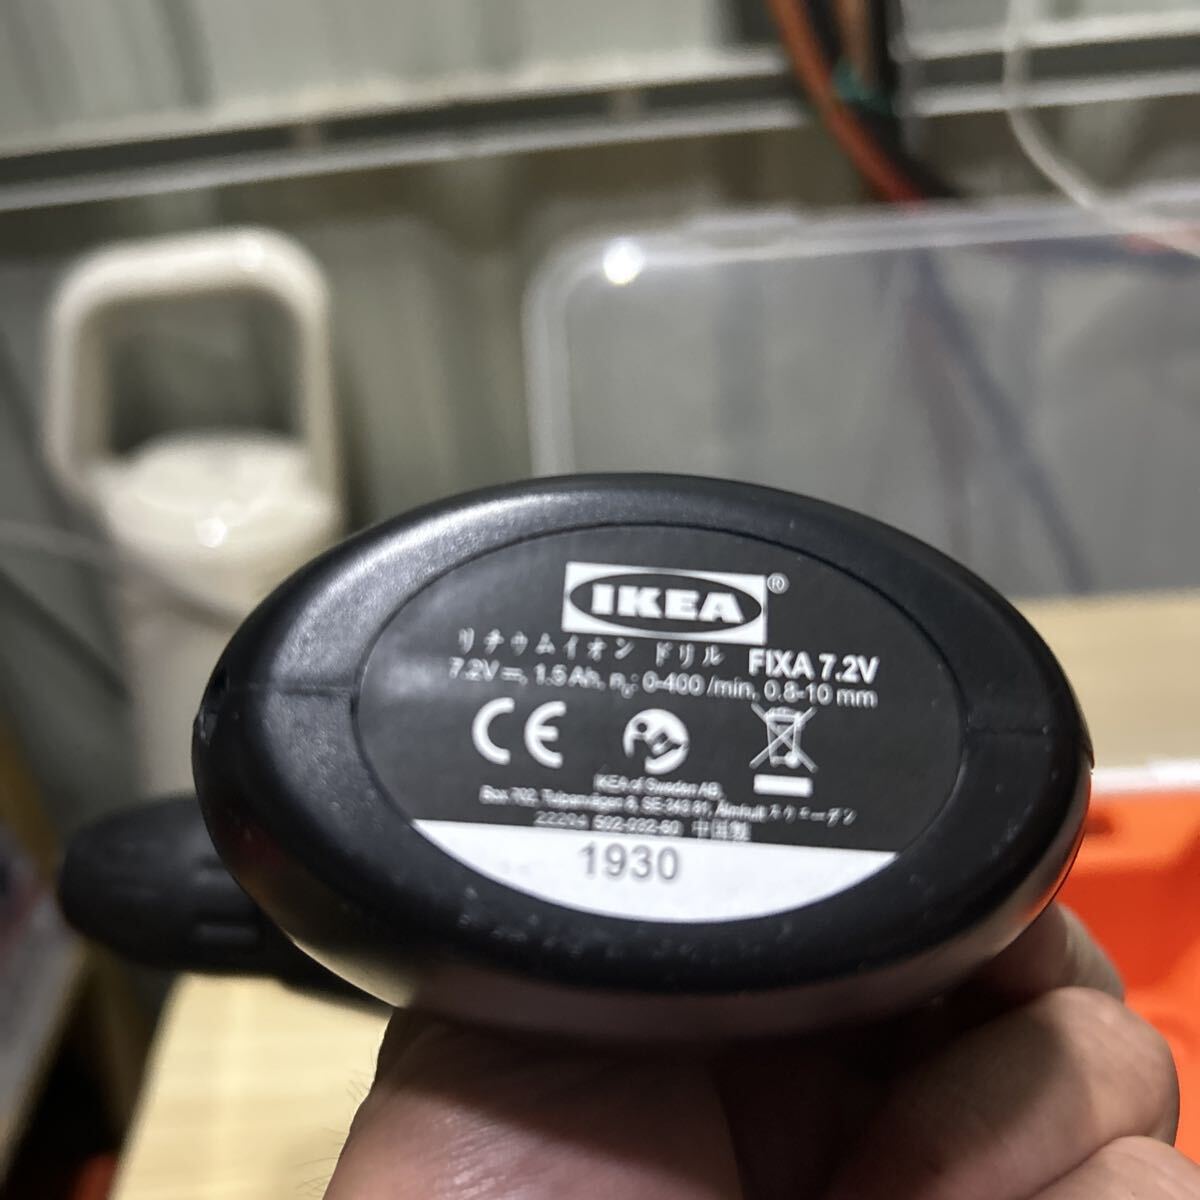 IKEA®
リチウムイオン ドリル FIXA 7.2V
7.2V ⎓, 1.5 Ah, n₀: 0-400 /min, 0.8-10 mm
CE
IKEA of Sweden AB,
Box 702, Tulpanvägen 8, SE-343 81, Älmhult スウェーデン
22204 502-032-60 中国製
1930